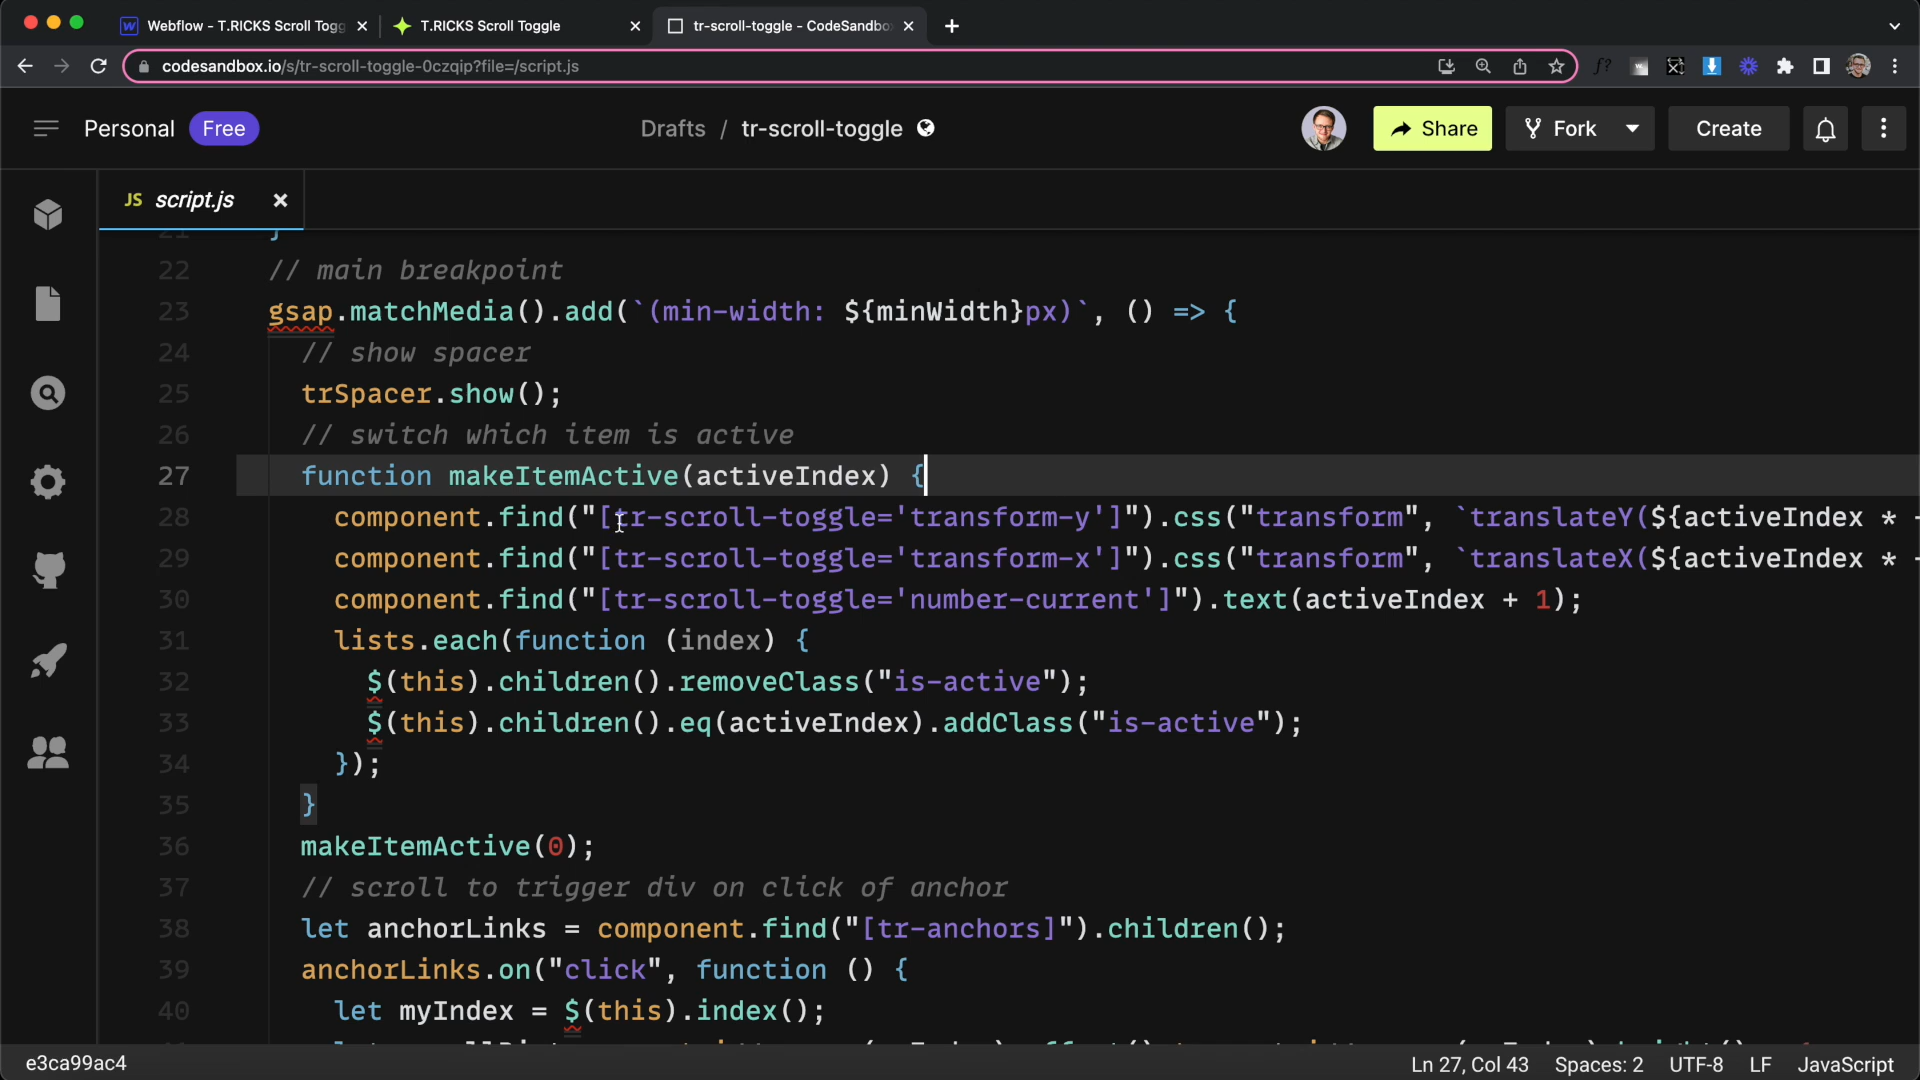 Webflow - T.RICKS Scroll Togg
T.RICKS Scroll Toggle
tr-scroll-toggle - CodeSandbo
codesandbox.io/s/tr-scroll-toggle-0czqip?file=/script.js
Personal Free
Drafts / tr-scroll-toggle
Share
Fork
Create
JS script.js
21 }
22 // main breakpoint
23 gsap.matchMedia().add(`(min-width: ${minWidth}px)`, () => {
24 // show spacer
25 trSpacer.show();
26 // switch which item is active
27 function makeItemActive(activeIndex) {
28 component.find("[tr-scroll-toggle='transform-y']").css("transform", `translateY(${activeIndex * -
29 component.find("[tr-scroll-toggle='transform-x']").css("transform", `translateX(${activeIndex * -
30 component.find("[tr-scroll-toggle='number-current']").text(activeIndex + 1);
31 lists.each(function (index) {
32 $(this).children().removeClass("is-active");
33 $(this).children().eq(activeIndex).addClass("is-active");
34 });
35 }
36 makeItemActive(0);
37 // scroll to trigger div on click of anchor
38 let anchorLinks = component.find("[tr-anchors]").children();
39 anchorLinks.on("click", function () {
40 let myIndex = $(this).index();
e3ca99ac4
Ln 27, Col 43 Spaces: 2 UTF-8 LF JavaScript